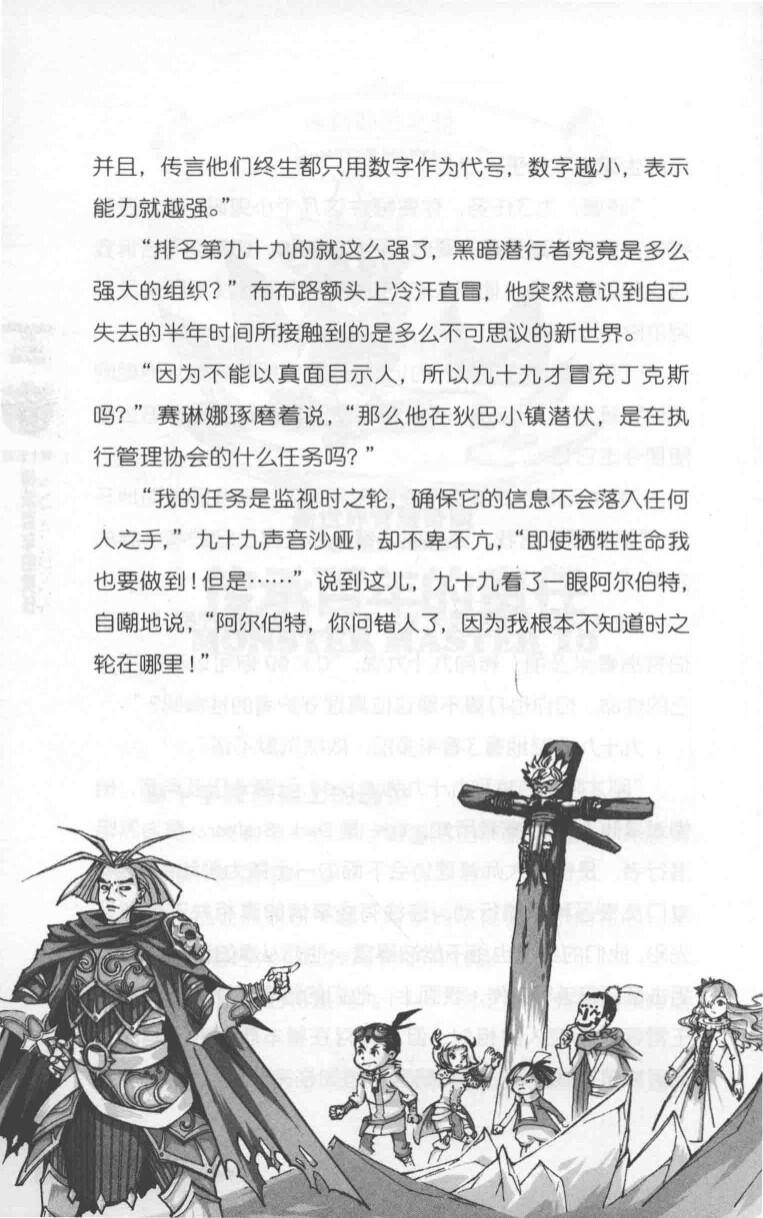 并且，传言他们终生都只用数字作为代号，数字越小，表示
能力就越强。”
“排名第九十九的就这么强了，黑暗潜行者究竟是多么
强大的组织？”布布路额头上冷汗直冒，他突然意识到自己
失去的半年时间所接触到的是多么不可思议的新世界。
“因为不能以真面目示人，所以九十九才冒充丁克斯
吗？”赛琳娜琢磨着说，“那么他在狄巴小镇潜伏，是在执
行管理协会的什么任务吗？”
“我的任务是监视时之轮，确保它的信息不会落入任何
人之手，”九十九声音沙哑，却不卑不亢，“即使牺牲性命我
也要做到！但是……”说到这儿，九十九看了一眼阿尔伯特，
自嘲地说，“阿尔伯特，你问错人了，因为我根本不知道时之
轮在哪里！”